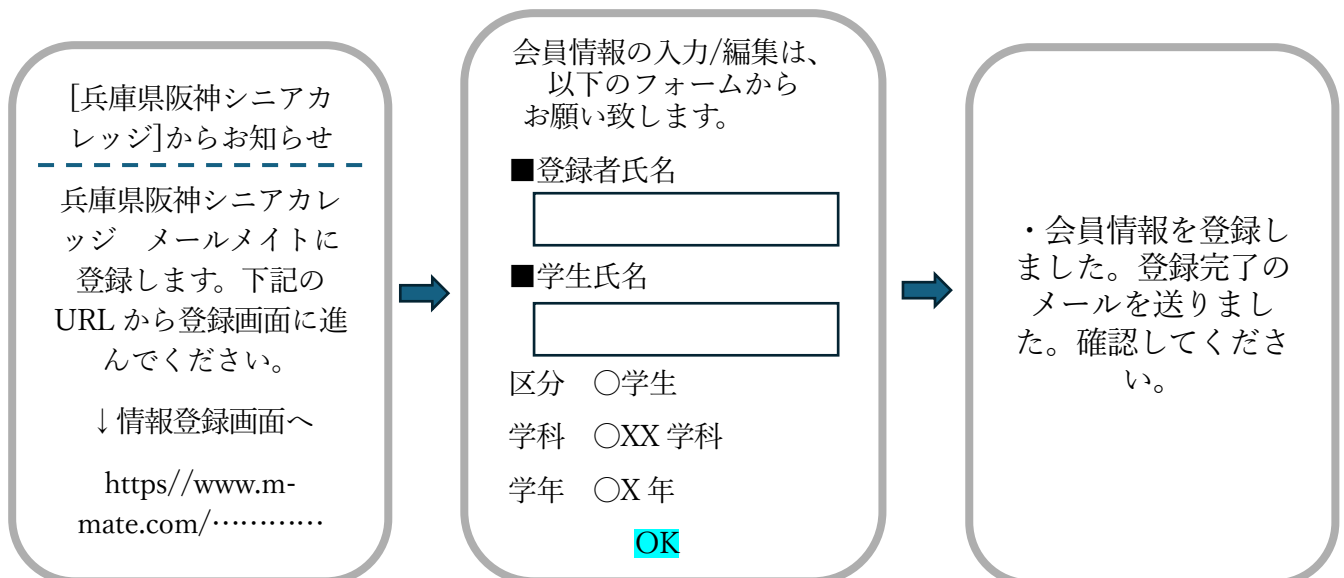 [兵庫県阪神シニアカ
レッジ]からお知らせ
兵庫県阪神シニアカレ
ッジ　メールメイトに
登録します。下記の
URL から登録画面に進
んでください。
↓情報登録画面へ
https//www.m-
mate.com/…………
会員情報の入力/編集は、
以下のフォームから
お願い致します。
■登録者氏名
■学生氏名
区分　○学生
学科　○XX 学科
学年　○X 年
OK
・会員情報を登録し
ました。登録完了の
メールを送りまし
た。確認してくださ
い。